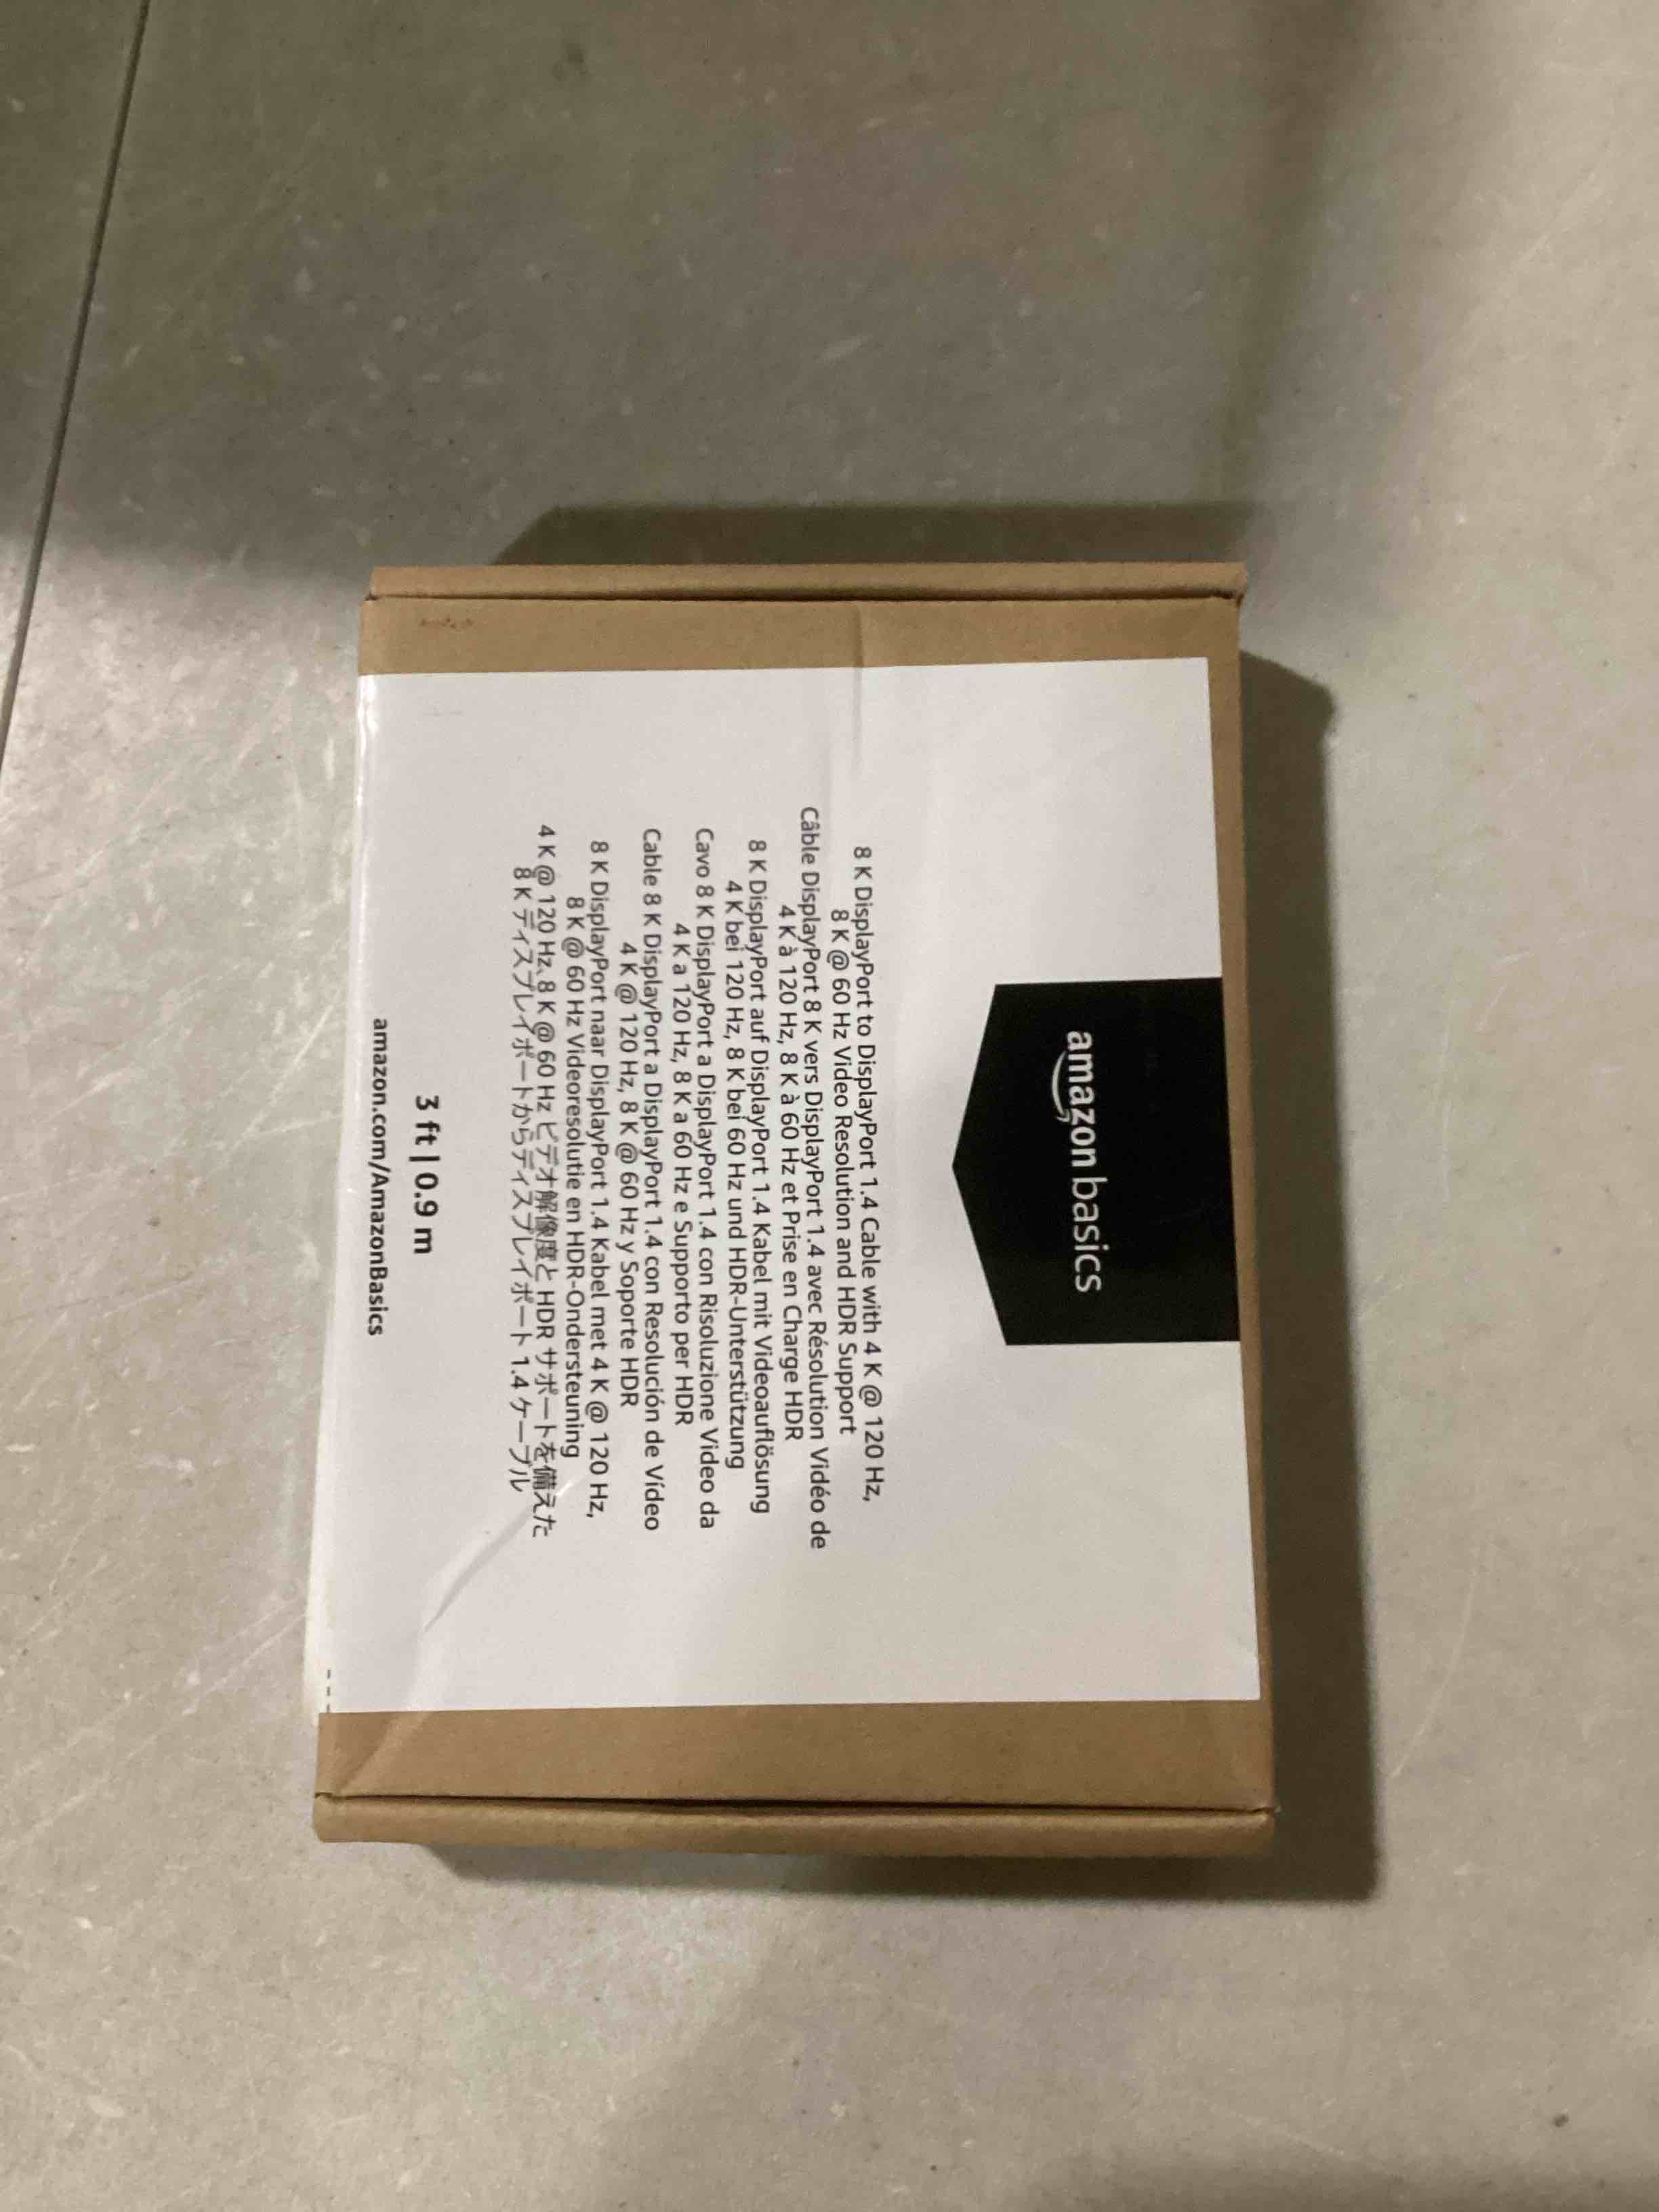 amazon basics
8 K DisplayPort to DisplayPort 1.4 Cable with 4 K @ 120 Hz,
8 K @ 60 Hz Video Resolution and HDR Support
Câble DisplayPort 8 K vers DisplayPort 1.4 avec Résolution Vidéo de
4 K à 120 Hz, 8 K à 60 Hz et Prise en Charge HDR
8 K DisplayPort auf DisplayPort 1.4 Kabel mit Videoauflösung
4 K bei 120 Hz, 8 K bei 60 Hz und HDR-Unterstützung
Cavo 8 K DisplayPort a DisplayPort 1.4 con Risoluzione Video da
4 K a 120 Hz, 8 K a 60 Hz e Supporto per HDR
Cable 8 K DisplayPort a DisplayPort 1.4 con Resolución de Vídeo
4 K @ 120 Hz, 8 K @ 60 Hz y Soporte HDR
8 K DisplayPort naar DisplayPort 1.4 Kabel met 4 K @ 120 Hz,
8 K @ 60 Hz Videoresolutie en HDR-Ondersteuning
4 K @ 120 Hz、8 K @ 60 Hz ビデオ解像度と HDR サポートを備えた
8 K ディスプレイポートからディスプレイポート 1.4 ケーブル
3 ft | 0.9 m
amazon.com/AmazonBasics